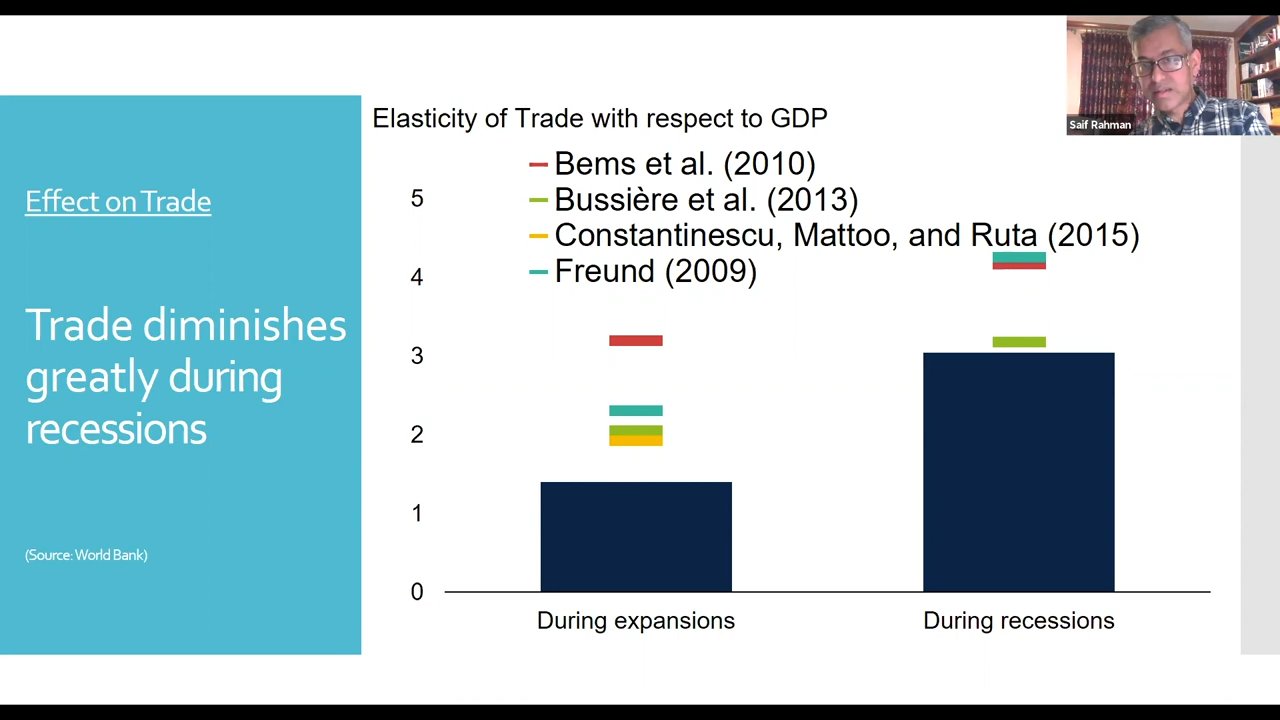 Saif Rahman
Effect on Trade
Trade diminishes
greatly during
recessions
(Source: World Bank)
Elasticity of Trade with respect to GDP
Bems et al. (2010)
Bussière et al. (2013)
Constantinescu, Mattoo, and Ruta (2015)
Freund (2009)
5
4
3
2
1
0
During expansions
During recessions